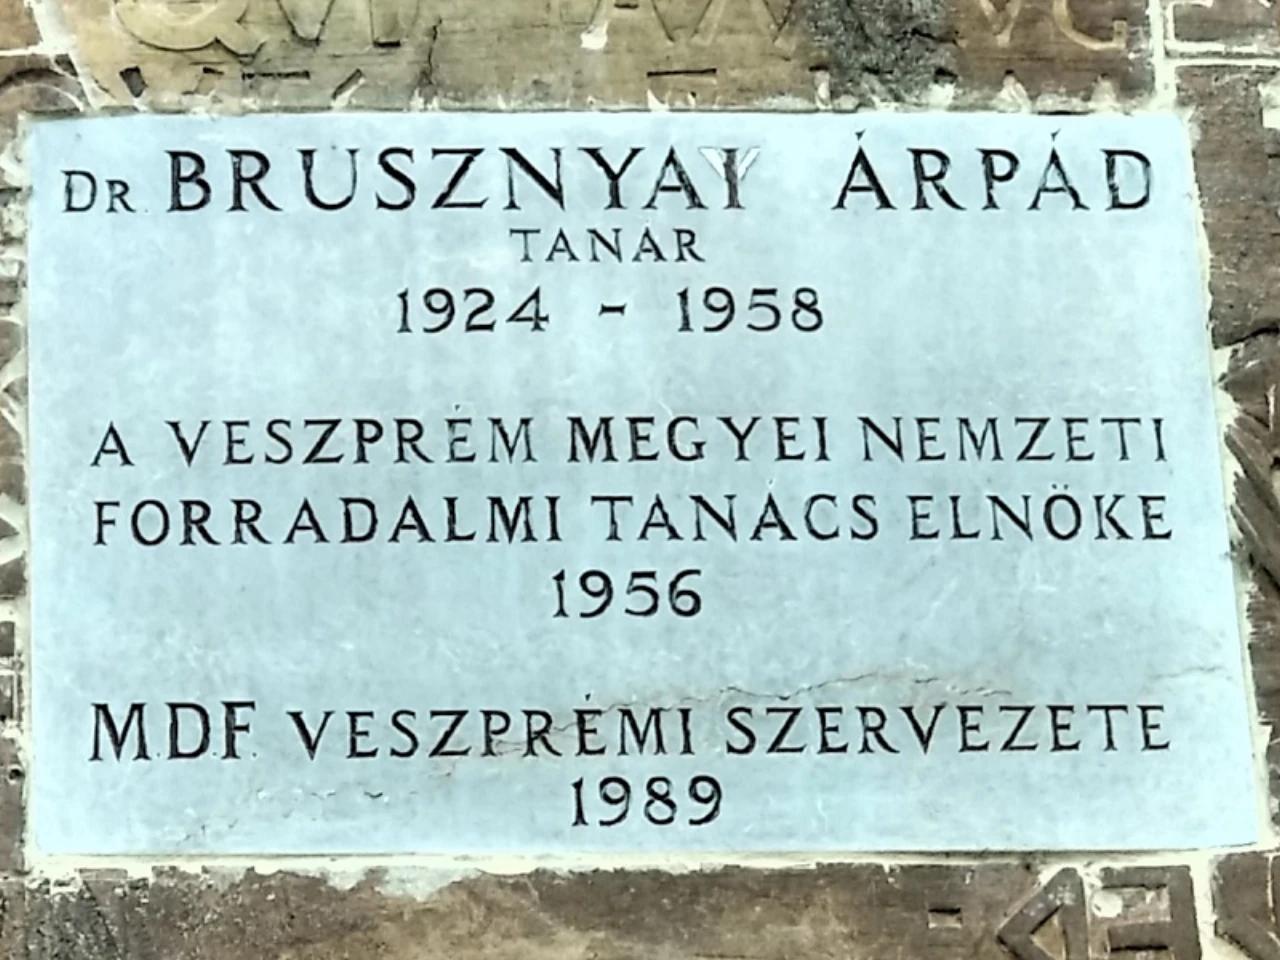 DR. BRUSZNYAI ÁRPÁD
TANÁR
1924 - 1958
A VESZPRÉM MEGYEI NEMZETI
FORRADALMI TANÁCS ELNÖKE
1956
M.D.F. VESZPRÉMI SZERVEZETE
1989